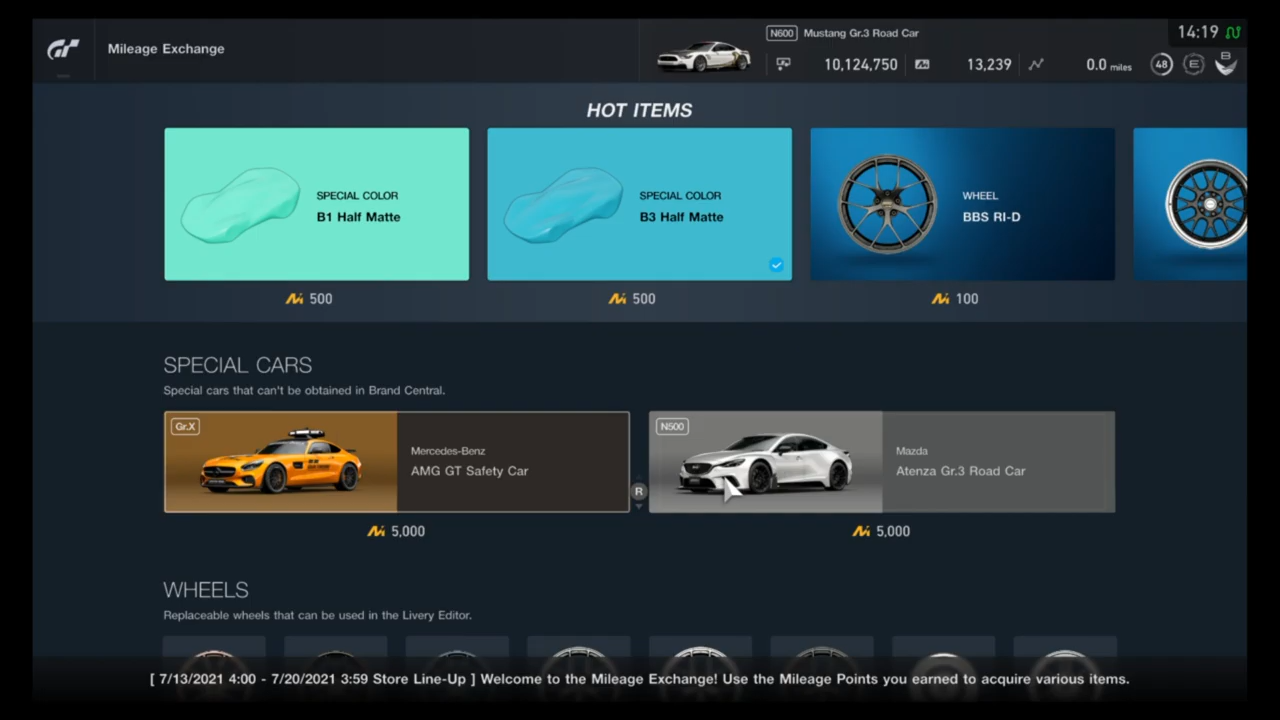 GT
Mileage Exchange
N600 Mustang Gr.3 Road Car
14:19
10,124,750
13,239
0.0 miles
48
E
B
HOT ITEMS
SPECIAL COLOR
B1 Half Matte
SPECIAL COLOR
B3 Half Matte
WHEEL
BBS RI-D
500
500
100
SPECIAL CARS
Special cars that can't be obtained in Brand Central.
Gr.X
Mercedes-Benz
AMG GT Safety Car
R
N500
Mazda
Atenza Gr.3 Road Car
5,000
5,000
WHEELS
Replaceable wheels that can be used in the Livery Editor.
[ 7/13/2021 4:00 - 7/20/2021 3:59 Store Line-Up ] Welcome to the Mileage Exchange! Use the Mileage Points you earned to acquire various items.